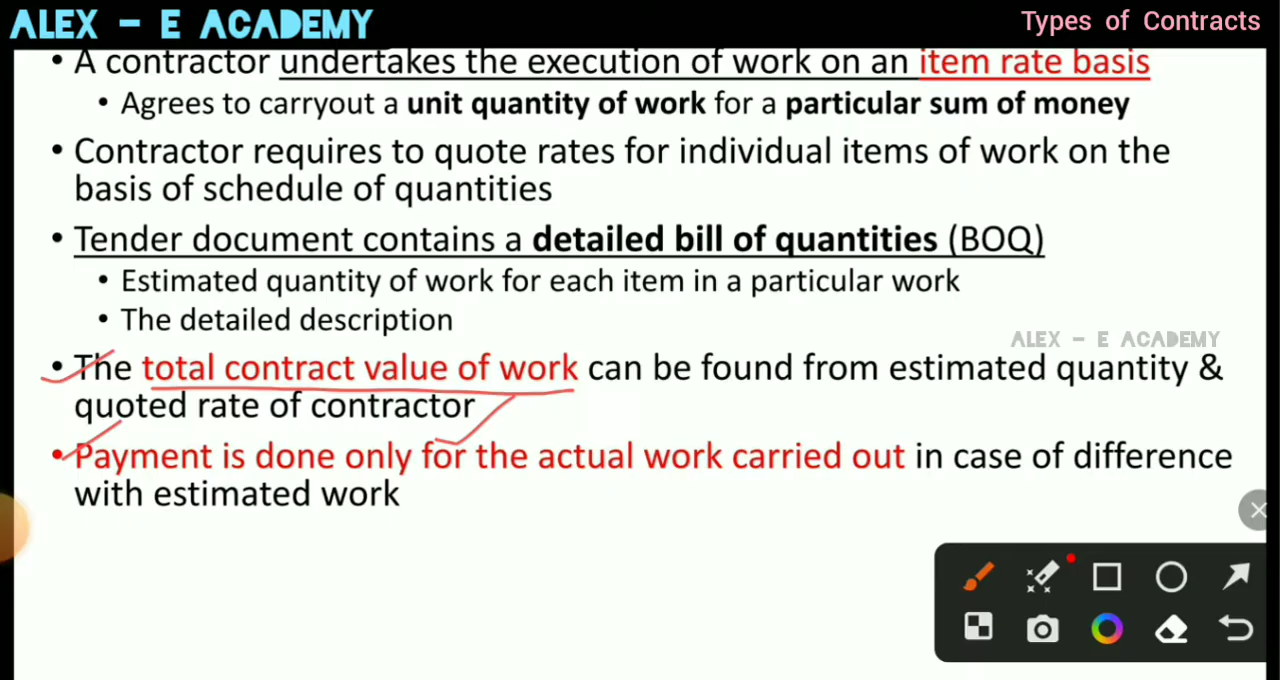 ALEX - E ACADEMY
Types of Contracts
• A contractor undertakes the execution of work on an item rate basis
• Agrees to carryout a unit quantity of work for a particular sum of money
• Contractor requires to quote rates for individual items of work on the
basis of schedule of quantities
• Tender document contains a detailed bill of quantities (BOQ)
• Estimated quantity of work for each item in a particular work
• The detailed description
ALEX - E ACADEMY
• The total contract value of work can be found from estimated quantity &
quoted rate of contractor
• Payment is done only for the actual work carried out in case of difference
with estimated work